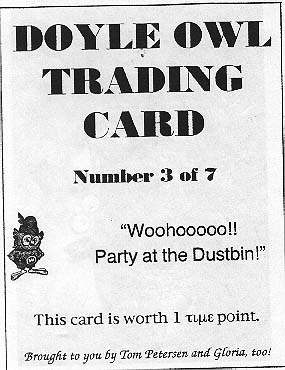 DOYLE OWL
TRADING
CARD
Number 3 of 7
"Woohooooo!!
Party at the Dustbin!"
This card is worth 1 τιμε point.
Brought to you by Tom Petersen and Gloria, too!